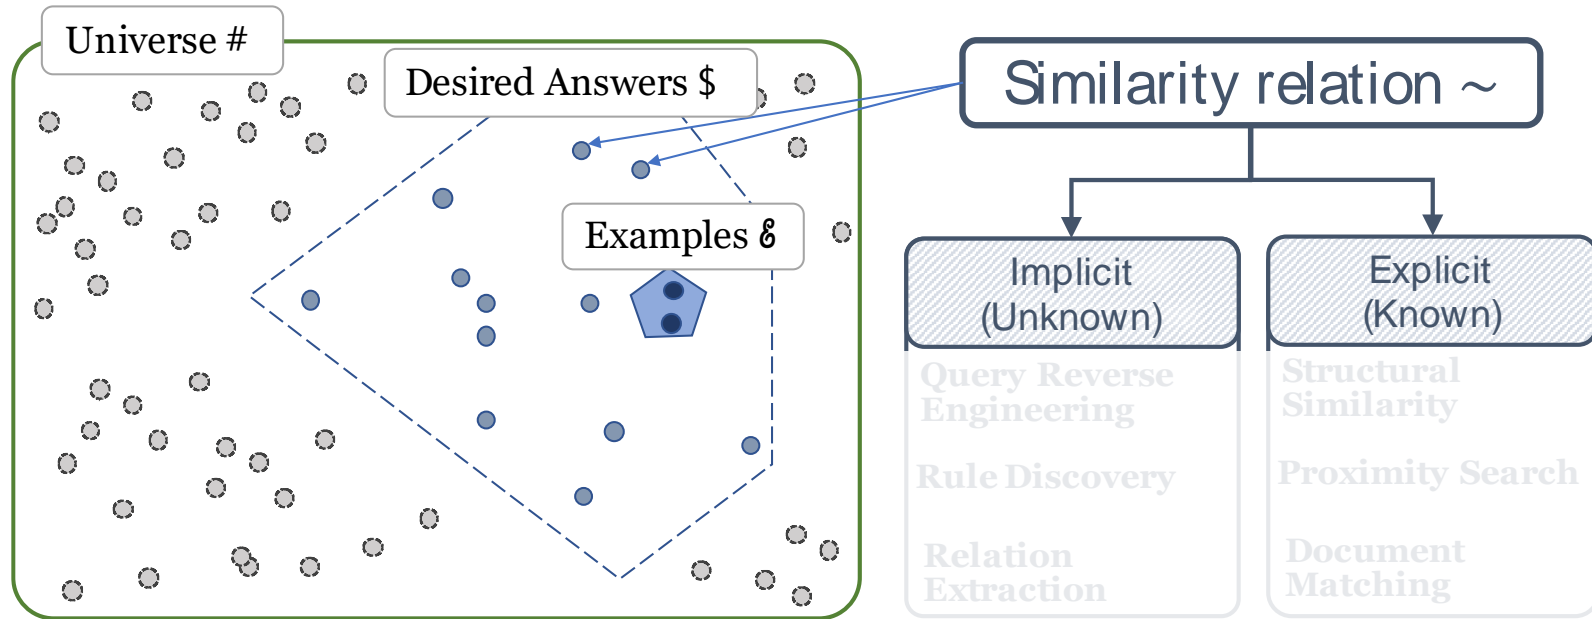 Universe #
Desired Answers $
Examples &
Similarity relation ~
Implicit
(Unknown)
Query Reverse
Engineering
Rule Discovery
Relation
Extraction
Explicit
(Known)
Structural
Similarity
Proximity Search
Document
Matching